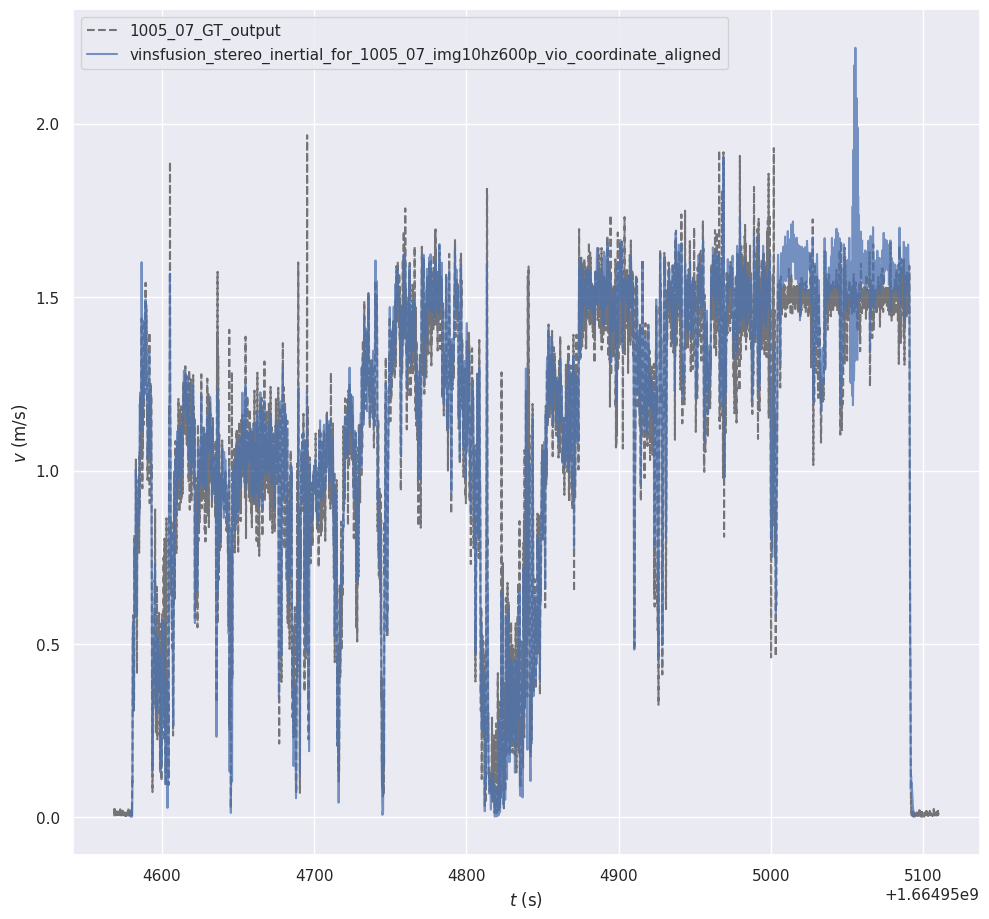 1005_07_GT_output
vinsfusion_stereo_inertial_for_1005_07_img10hz600p_vio_coordinate_aligned
2.0
1.5
1.0
0.5
0.0
v (m/s)
4600 4700 4800 4900 5000 5100
t (s)
+1.66495e9